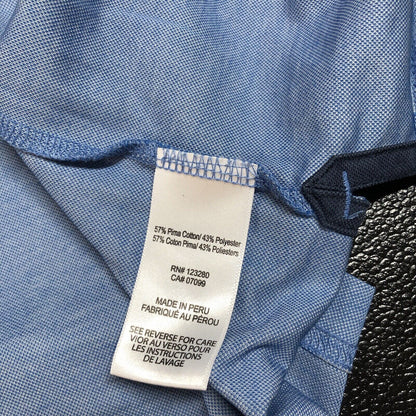 57% Pima Cotton/ 43% Polyester
57% Coton Pima/ 43% Poliesters
RN# 123280
CA# 07099
MADE IN PERU
FABRIQUÉ AU PÉROU
SEE REVERSE FOR CARE
VIOR AU VERSO POUR
LES INSTRUCTIONS
DE LAVAGE